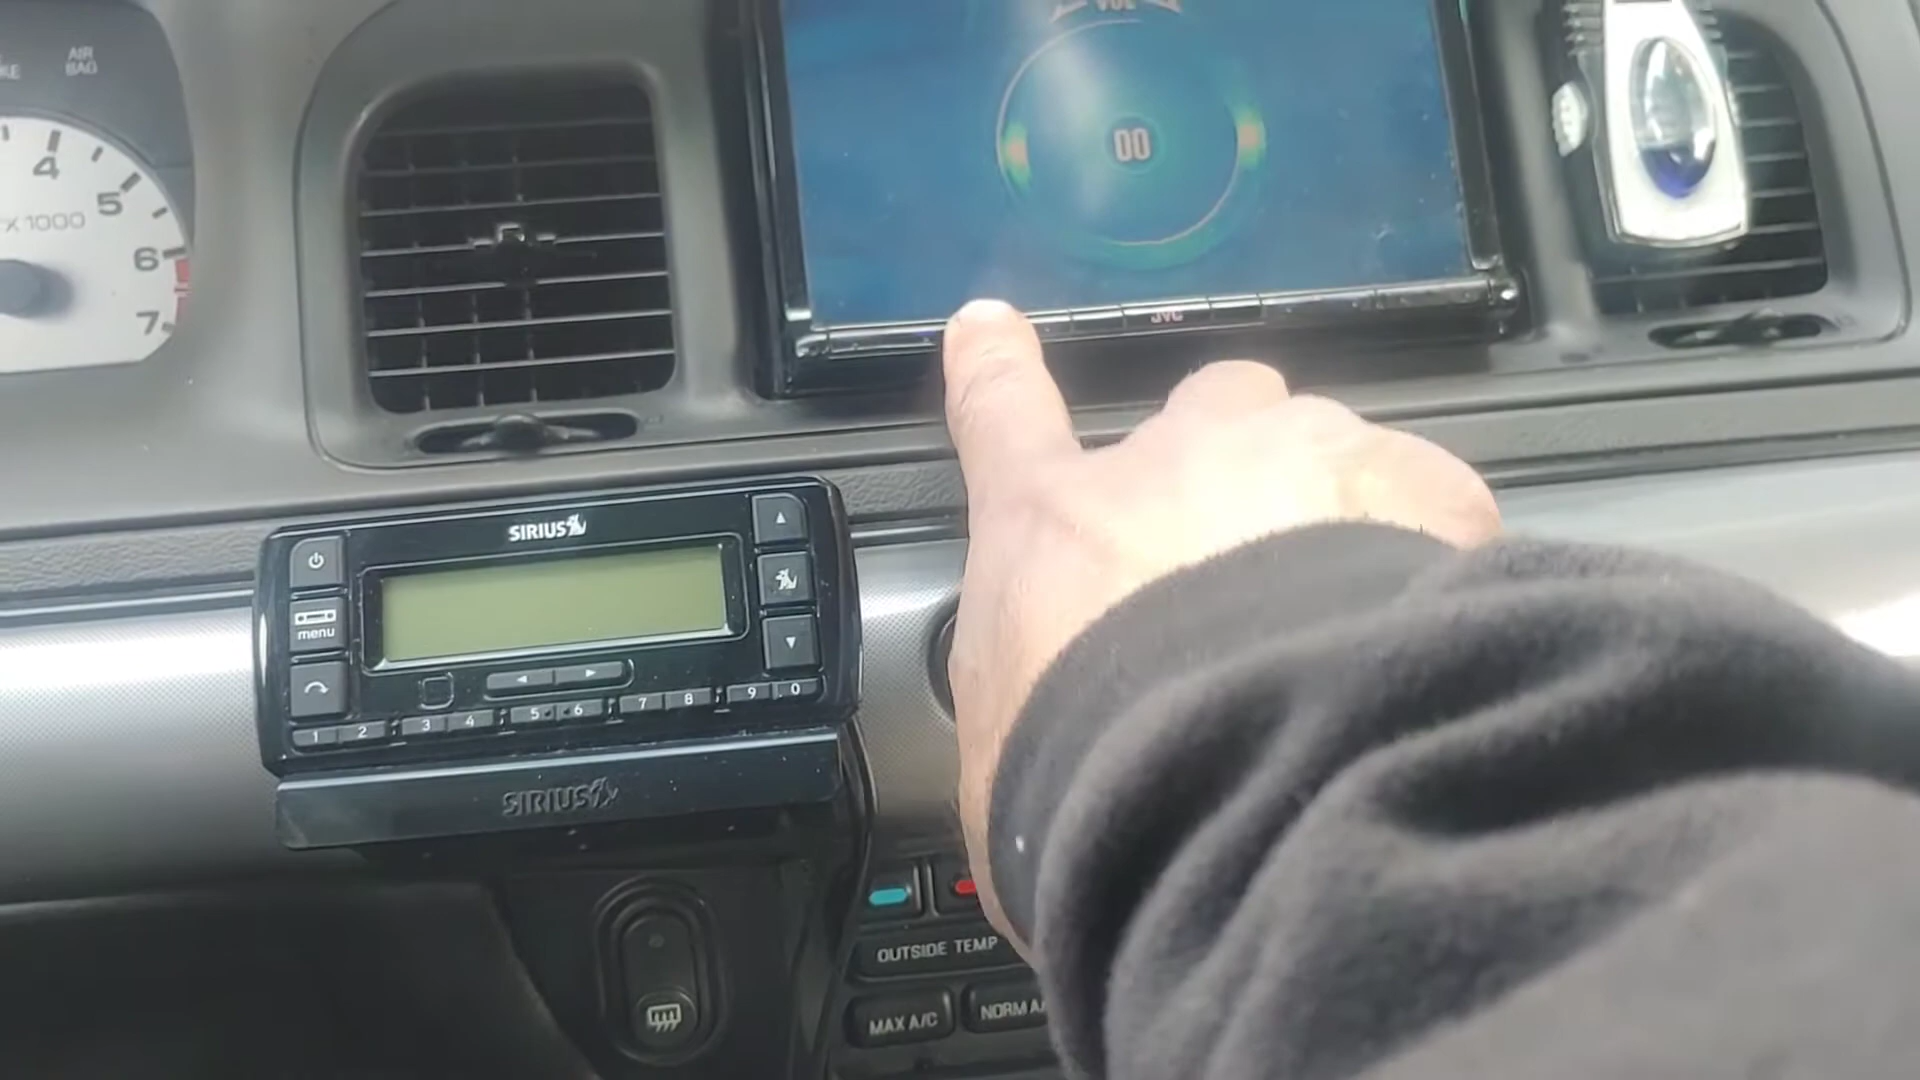 AIR
BAG
KE
4
5
X 1000
6
7
VOL
00
JVC
SIRIUS
menu
1 2 3 4 5 6 7 8 9 0
SIRIUS
OUTSIDE TEMP
MAX A/C
NORM A/